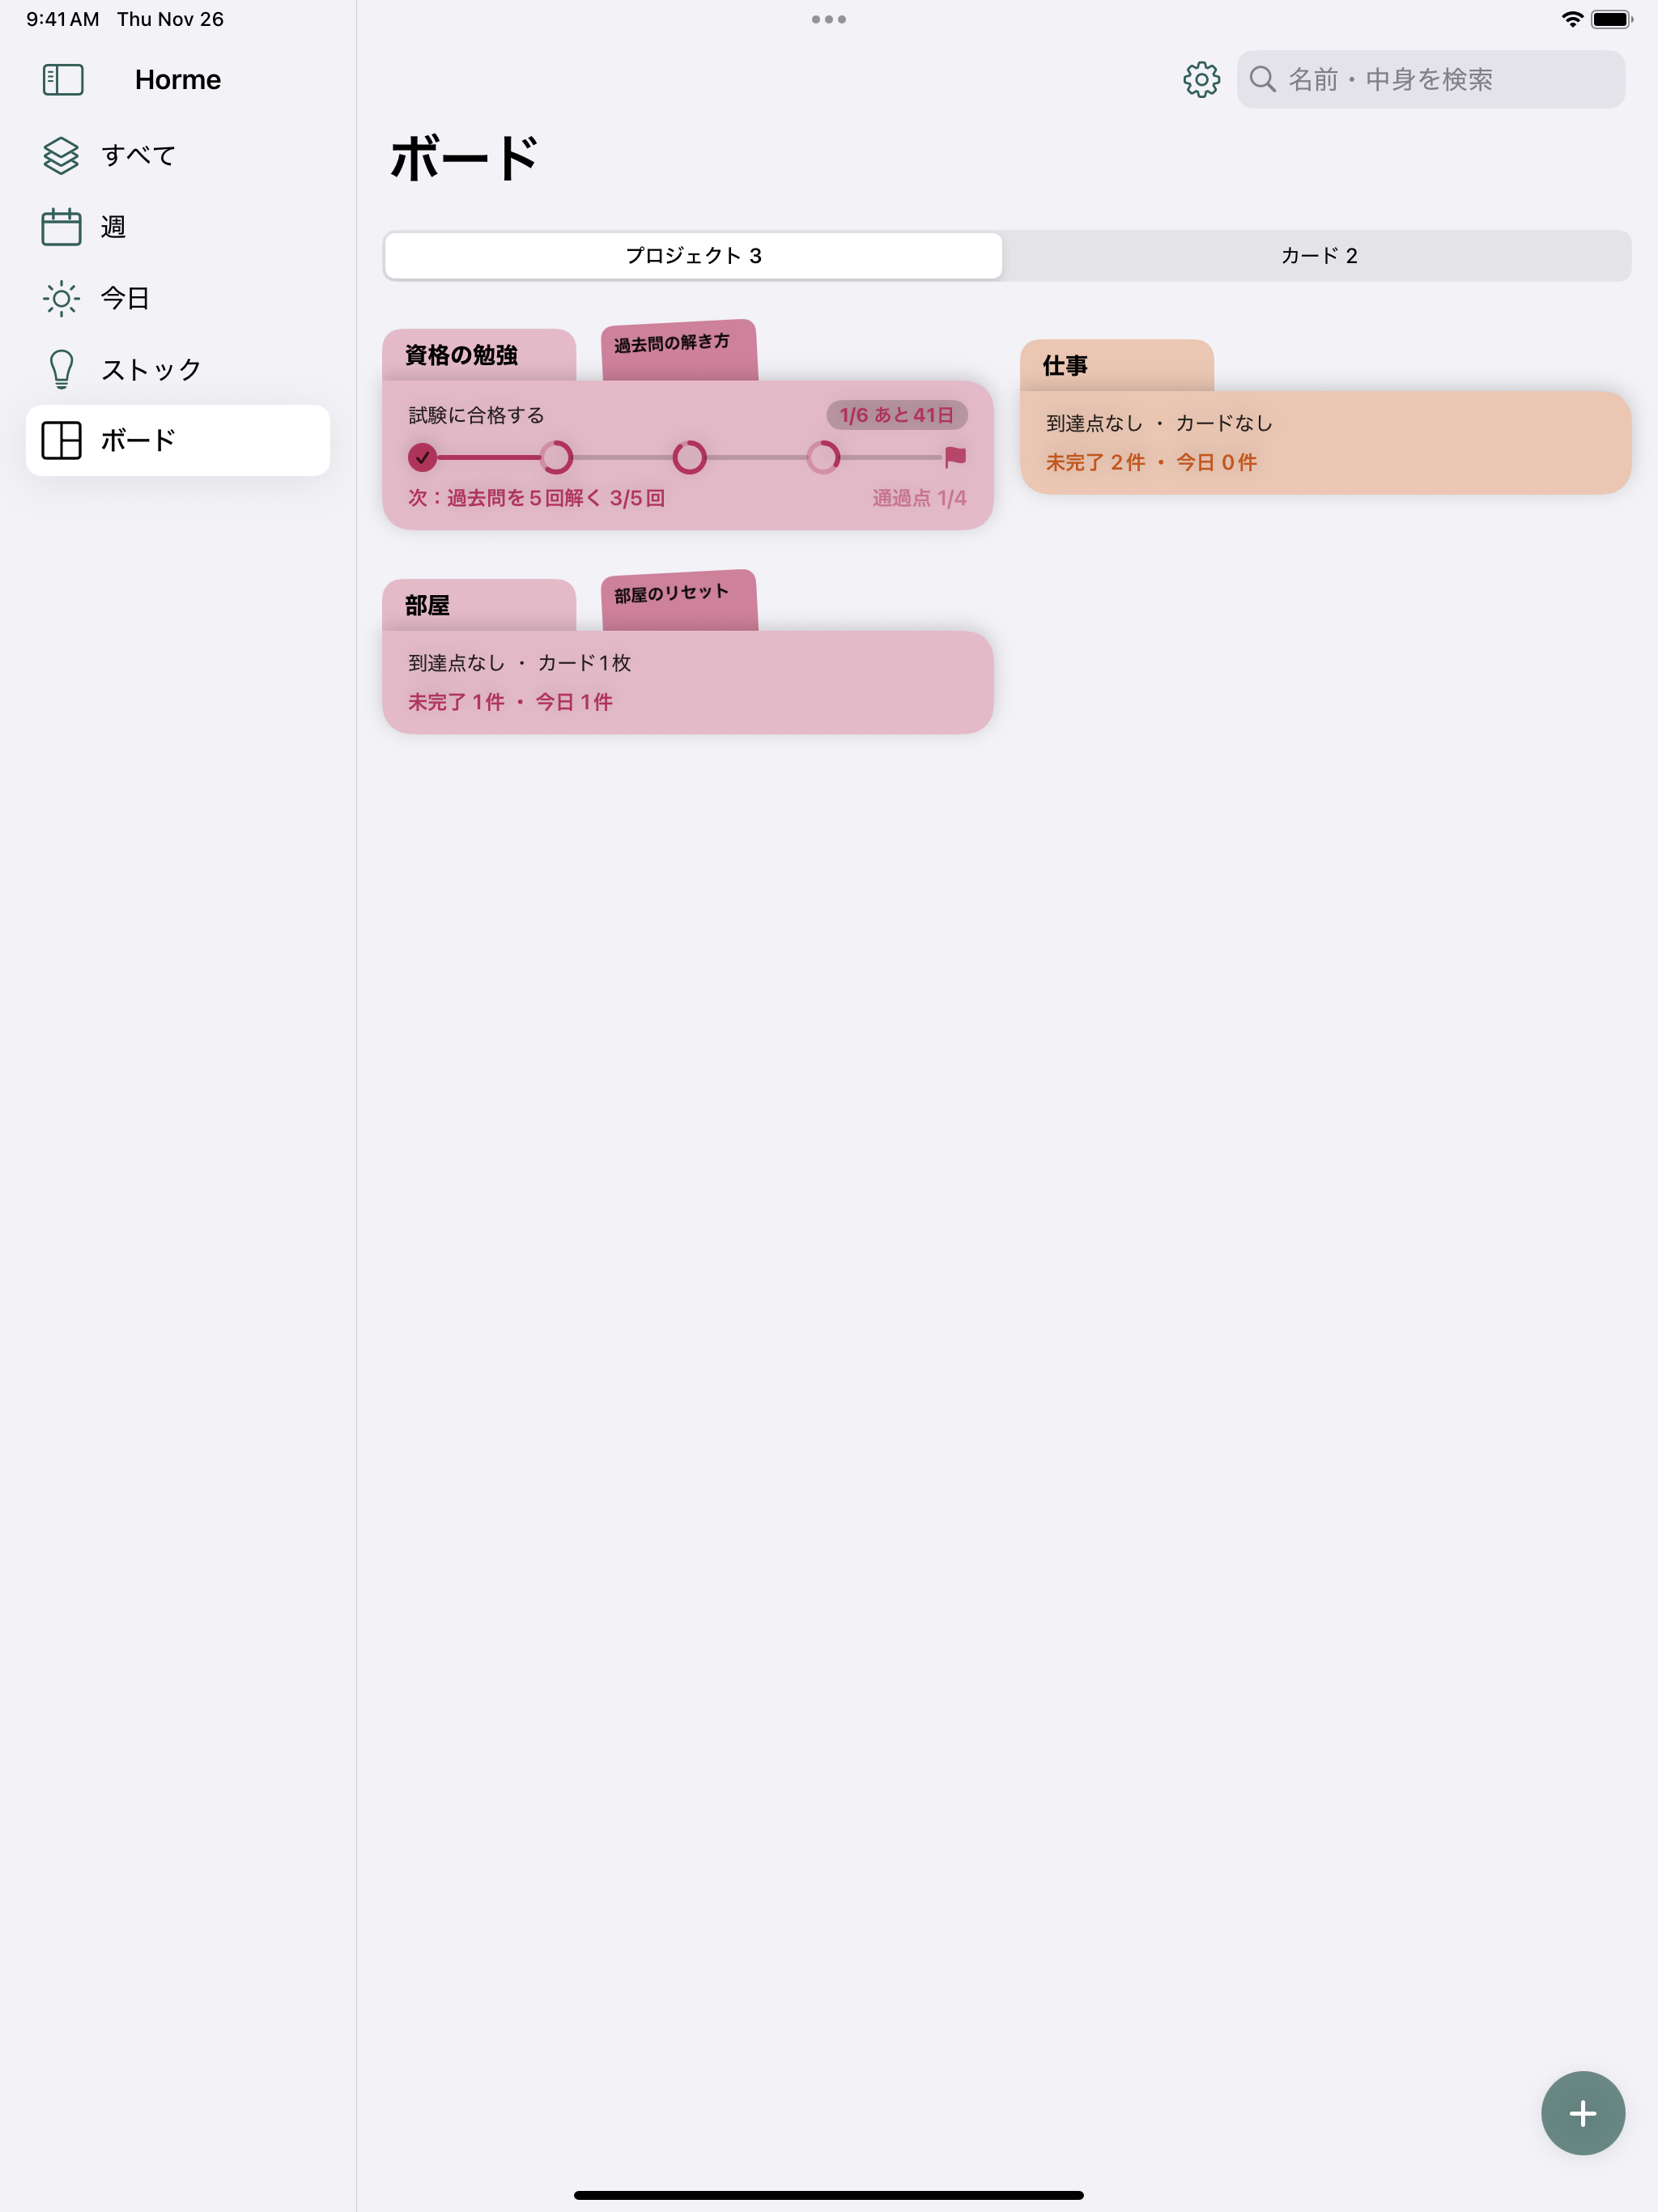 9:41 AM Thu Nov 26
Horme
すべて
週
今日
ストック
ボード
名前・中身を検索
ボード
プロジェクト 3
カード 2
資格の勉強
過去問の解き方
試験に合格する
1/6 あと41日
次：過去問を5回解く 3/5回
通過点 1/4
仕事
到達点なし ・ カードなし
未完了 2件 ・ 今日 0件
部屋
部屋のリセット
到達点なし ・ カード1枚
未完了 1件 ・ 今日 1件